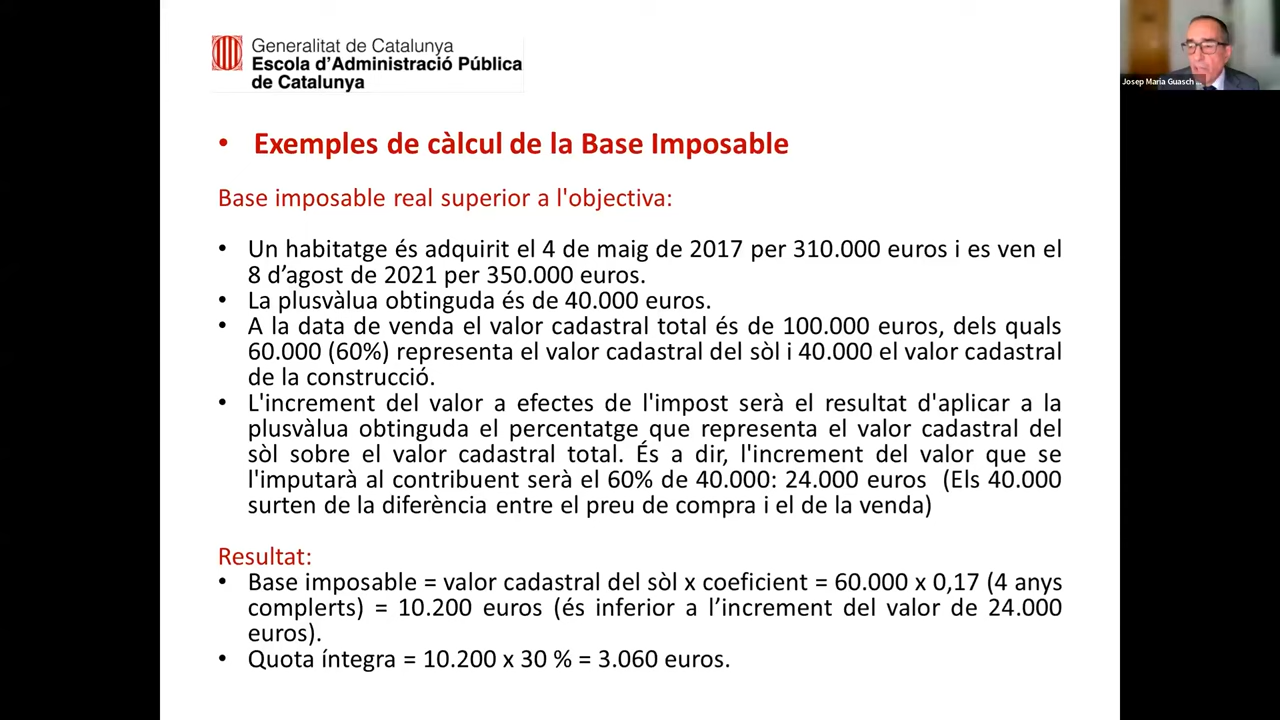 Generalitat de Catalunya
Escola d'Administració Pública
de Catalunya
Josep Maria Guasch
• Exemples de càlcul de la Base Imposable
Base imposable real superior a l'objectiva:
• Un habitatge és adquirit el 4 de maig de 2017 per 310.000 euros i es ven el
8 d’agost de 2021 per 350.000 euros.
• La plusvàlua obtinguda és de 40.000 euros.
• A la data de venda el valor cadastral total és de 100.000 euros, dels quals
60.000 (60%) representa el valor cadastral del sòl i 40.000 el valor cadastral
de la construcció.
• L'increment del valor a efectes de l'impost serà el resultat d'aplicar a la
plusvàlua obtinguda el percentatge que representa el valor cadastral del
sòl sobre el valor cadastral total. És a dir, l'increment del valor que se
l'imputarà al contribuent serà el 60% de 40.000: 24.000 euros (Els 40.000
surten de la diferència entre el preu de compra i el de la venda)
Resultat:
• Base imposable = valor cadastral del sòl x coeficient = 60.000 x 0,17 (4 anys
complerts) = 10.200 euros (és inferior a l’increment del valor de 24.000
euros).
• Quota íntegra = 10.200 x 30 % = 3.060 euros.